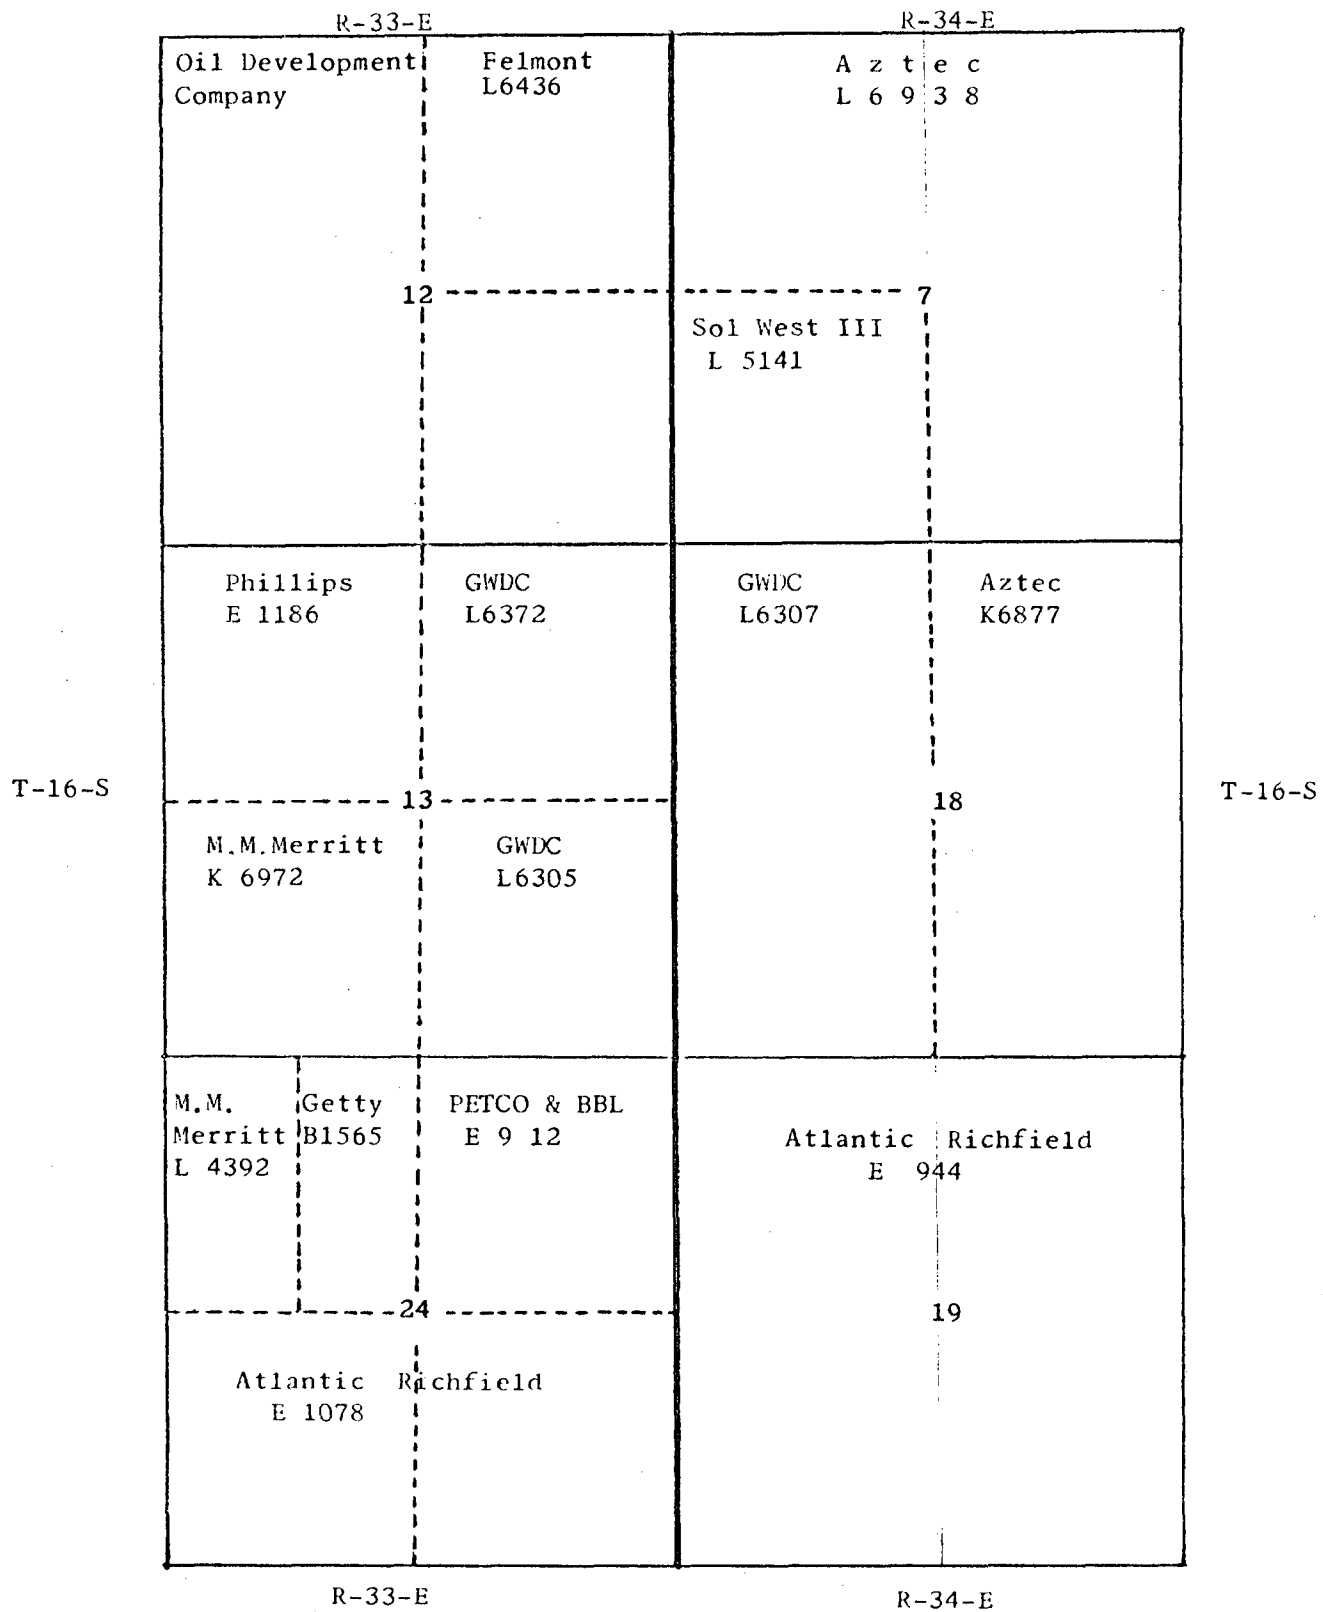 R-33-E
R-34-E
Oil Development
Company
Felmont
L6436
A z t e c
L 6 9 3 8
12
7
Sol West III
L 5141
Phillips
E 1186
GWDC
L6372
GWDC
L6307
Aztec
K6877
T-16-S
13
18
T-16-S
M.M.Merritt
K 6972
GWDC
L6305
M.M.
Merritt
L 4392
Getty
B1565
PETCO & BBL
E 9 12
Atlantic Richfield
E 944
24
19
Atlantic Richfield
E 1078
R-33-E
R-34-E